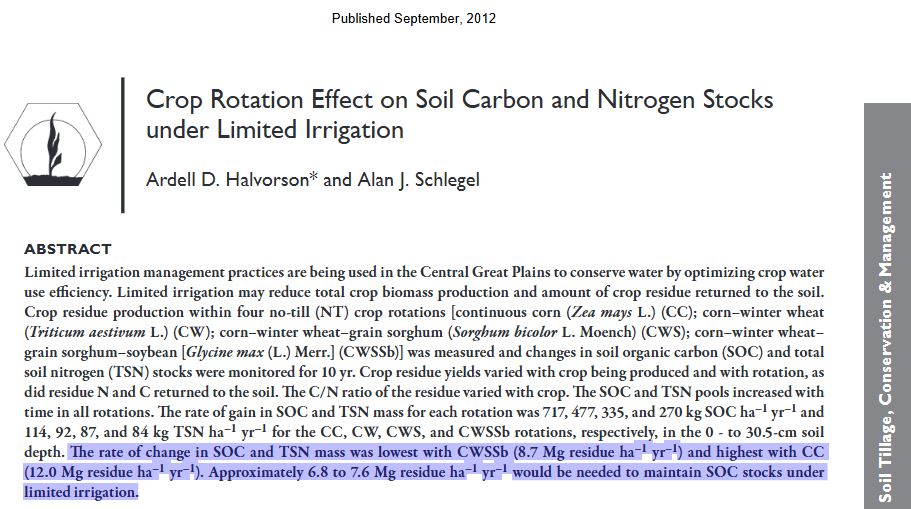 Published September, 2012
Crop Rotation Effect on Soil Carbon and Nitrogen Stocks
under Limited Irrigation
Ardell D. Halvorson* and Alan J. Schlegel
ABSTRACT
Limited irrigation management practices are being used in the Central Great Plains to conserve water by optimizing crop water
use efficiency. Limited irrigation may reduce total crop biomass production and amount of crop residue returned to the soil.
Crop residue production within four no-till (NT) crop rotations [continuous corn (Zea mays L.) (CC); corn–winter wheat
(Triticum aestivum L.) (CW); corn–winter wheat–grain sorghum (Sorghum bicolor L. Moench) (CWS); corn–winter wheat–
grain sorghum–soybean [Glycine max (L.) Merr.] (CWSSb)] was measured and changes in soil organic carbon (SOC) and total
soil nitrogen (TSN) stocks were monitored for 10 yr. Crop residue yields varied with crop being produced and with rotation, as
did residue N and C returned to the soil. The C/N ratio of the residue varied with crop. The SOC and TSN pools increased with
time in all rotations. The rate of gain in SOC and TSN mass for each rotation was 717, 477, 335, and 270 kg SOC ha⁻¹ yr⁻¹ and
114, 92, 87, and 84 kg TSN ha⁻¹ yr⁻¹ for the CC, CW, CWS, and CWSSb rotations, respectively, in the 0 - to 30.5-cm soil
depth. The rate of change in SOC and TSN mass was lowest with CWSSb (8.7 Mg residue ha⁻¹ yr⁻¹) and highest with CC
(12.0 Mg residue ha⁻¹ yr⁻¹). Approximately 6.8 to 7.6 Mg residue ha⁻¹ yr⁻¹ would be needed to maintain SOC stocks under
limited irrigation.
Soil Tillage, Conservation & Management